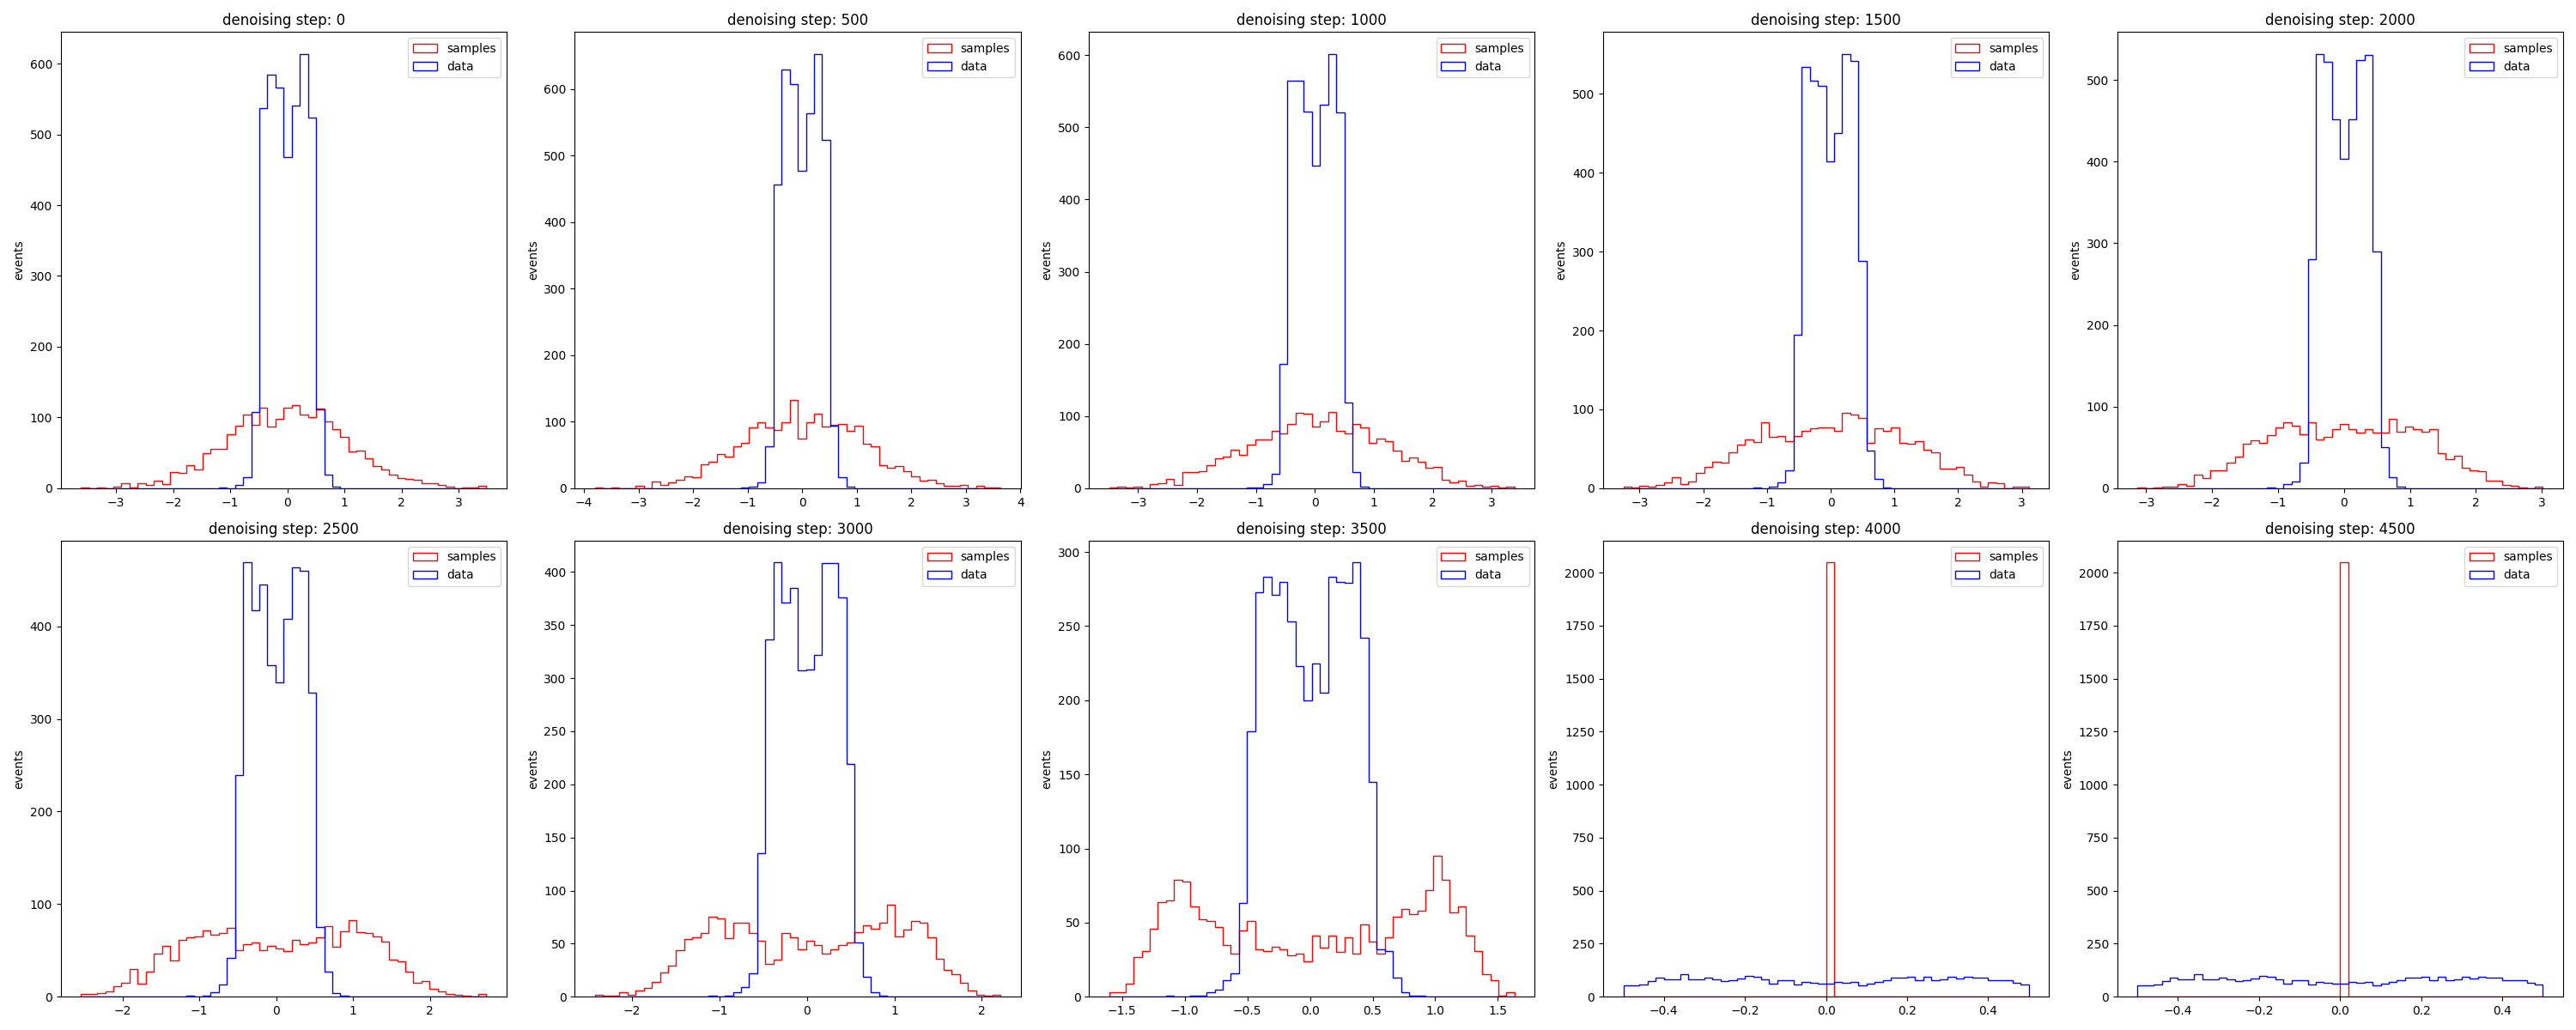 denoising step: 0
samples
data
events
600
500
400
300
200
100
0
−3 −2 −1 0 1 2 3
denoising step: 500
samples
data
events
600
500
400
300
200
100
0
−4 −3 −2 −1 0 1 2 3 4
denoising step: 1000
samples
data
events
600
500
400
300
200
100
0
−3 −2 −1 0 1 2 3
denoising step: 1500
samples
data
events
500
400
300
200
100
0
−3 −2 −1 0 1 2 3
denoising step: 2000
samples
data
events
500
400
300
200
100
0
−3 −2 −1 0 1 2 3
denoising step: 2500
samples
data
events
400
300
200
100
0
−2 −1 0 1 2
denoising step: 3000
samples
data
events
400
350
300
250
200
150
100
50
0
−2 −1 0 1 2
denoising step: 3500
samples
data
events
300
250
200
150
100
50
0
−1.5 −1.0 −0.5 0.0 0.5 1.0 1.5
denoising step: 4000
samples
data
events
2000
1750
1500
1250
1000
750
500
250
0
−0.4 −0.2 0.0 0.2 0.4
denoising step: 4500
samples
data
events
2000
1750
1500
1250
1000
750
500
250
0
−0.4 −0.2 0.0 0.2 0.4